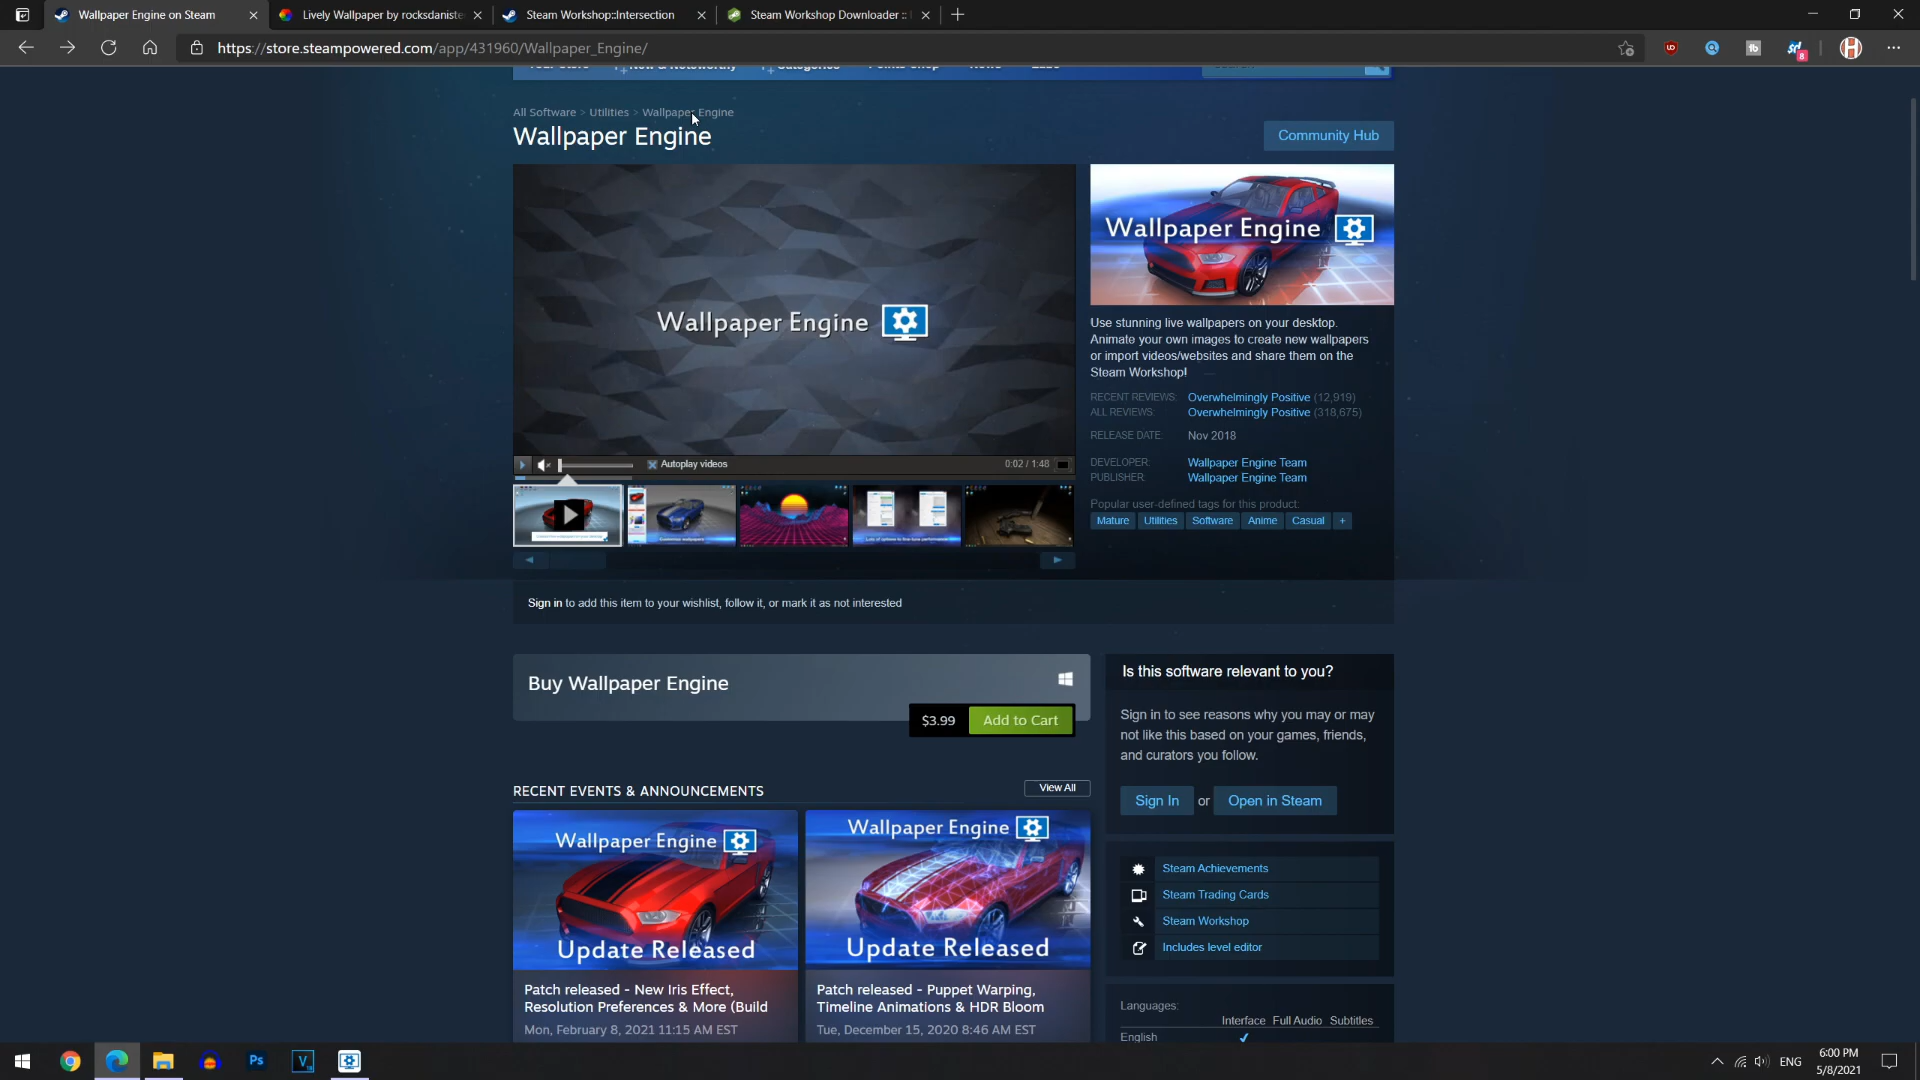 Wallpaper Engine on Steam
Lively Wallpaper by rocksdaniste
Steam Workshop::Intersection
Steam Workshop Downloader ::
https://store.steampowered.com/app/431960/Wallpaper_Engine/
8
Your Store New & Noteworthy Categories Points Shop News Labs
All Software > Utilities > Wallpaper Engine
Wallpaper Engine
Community Hub
Wallpaper Engine
Wallpaper Engine
Use stunning live wallpapers on your desktop.
Animate your own images to create new wallpapers
or import videos/websites and share them on the
Steam Workshop!
RECENT REVIEWS: Overwhelmingly Positive (12,919)
ALL REVIEWS: Overwhelmingly Positive (318,675)
RELEASE DATE: Nov 2018
DEVELOPER: Wallpaper Engine Team
PUBLISHER: Wallpaper Engine Team
Popular user-defined tags for this product:
Mature Utilities Software Anime Casual +
Autoplay videos
0:02 / 1:48
Sign in to add this item to your wishlist, follow it, or mark it as not interested
Buy Wallpaper Engine
$3.99 Add to Cart
Is this software relevant to you?
Sign in to see reasons why you may or may
not like this based on your games, friends,
and curators you follow.
Sign In or Open in Steam
RECENT EVENTS & ANNOUNCEMENTS
View All
Wallpaper Engine
Update Released
Patch released - New Iris Effect,
Resolution Preferences & More (Build
Mon, February 8, 2021 11:15 AM EST
Wallpaper Engine
Update Released
Patch released - Puppet Warping,
Timeline Animations & HDR Bloom
Tue, December 15, 2020 8:46 AM EST
Steam Achievements
Steam Trading Cards
Steam Workshop
Includes level editor
Languages:
Interface Full Audio Subtitles
English ✔
Ps
V
ENG
6:00 PM
5/8/2021